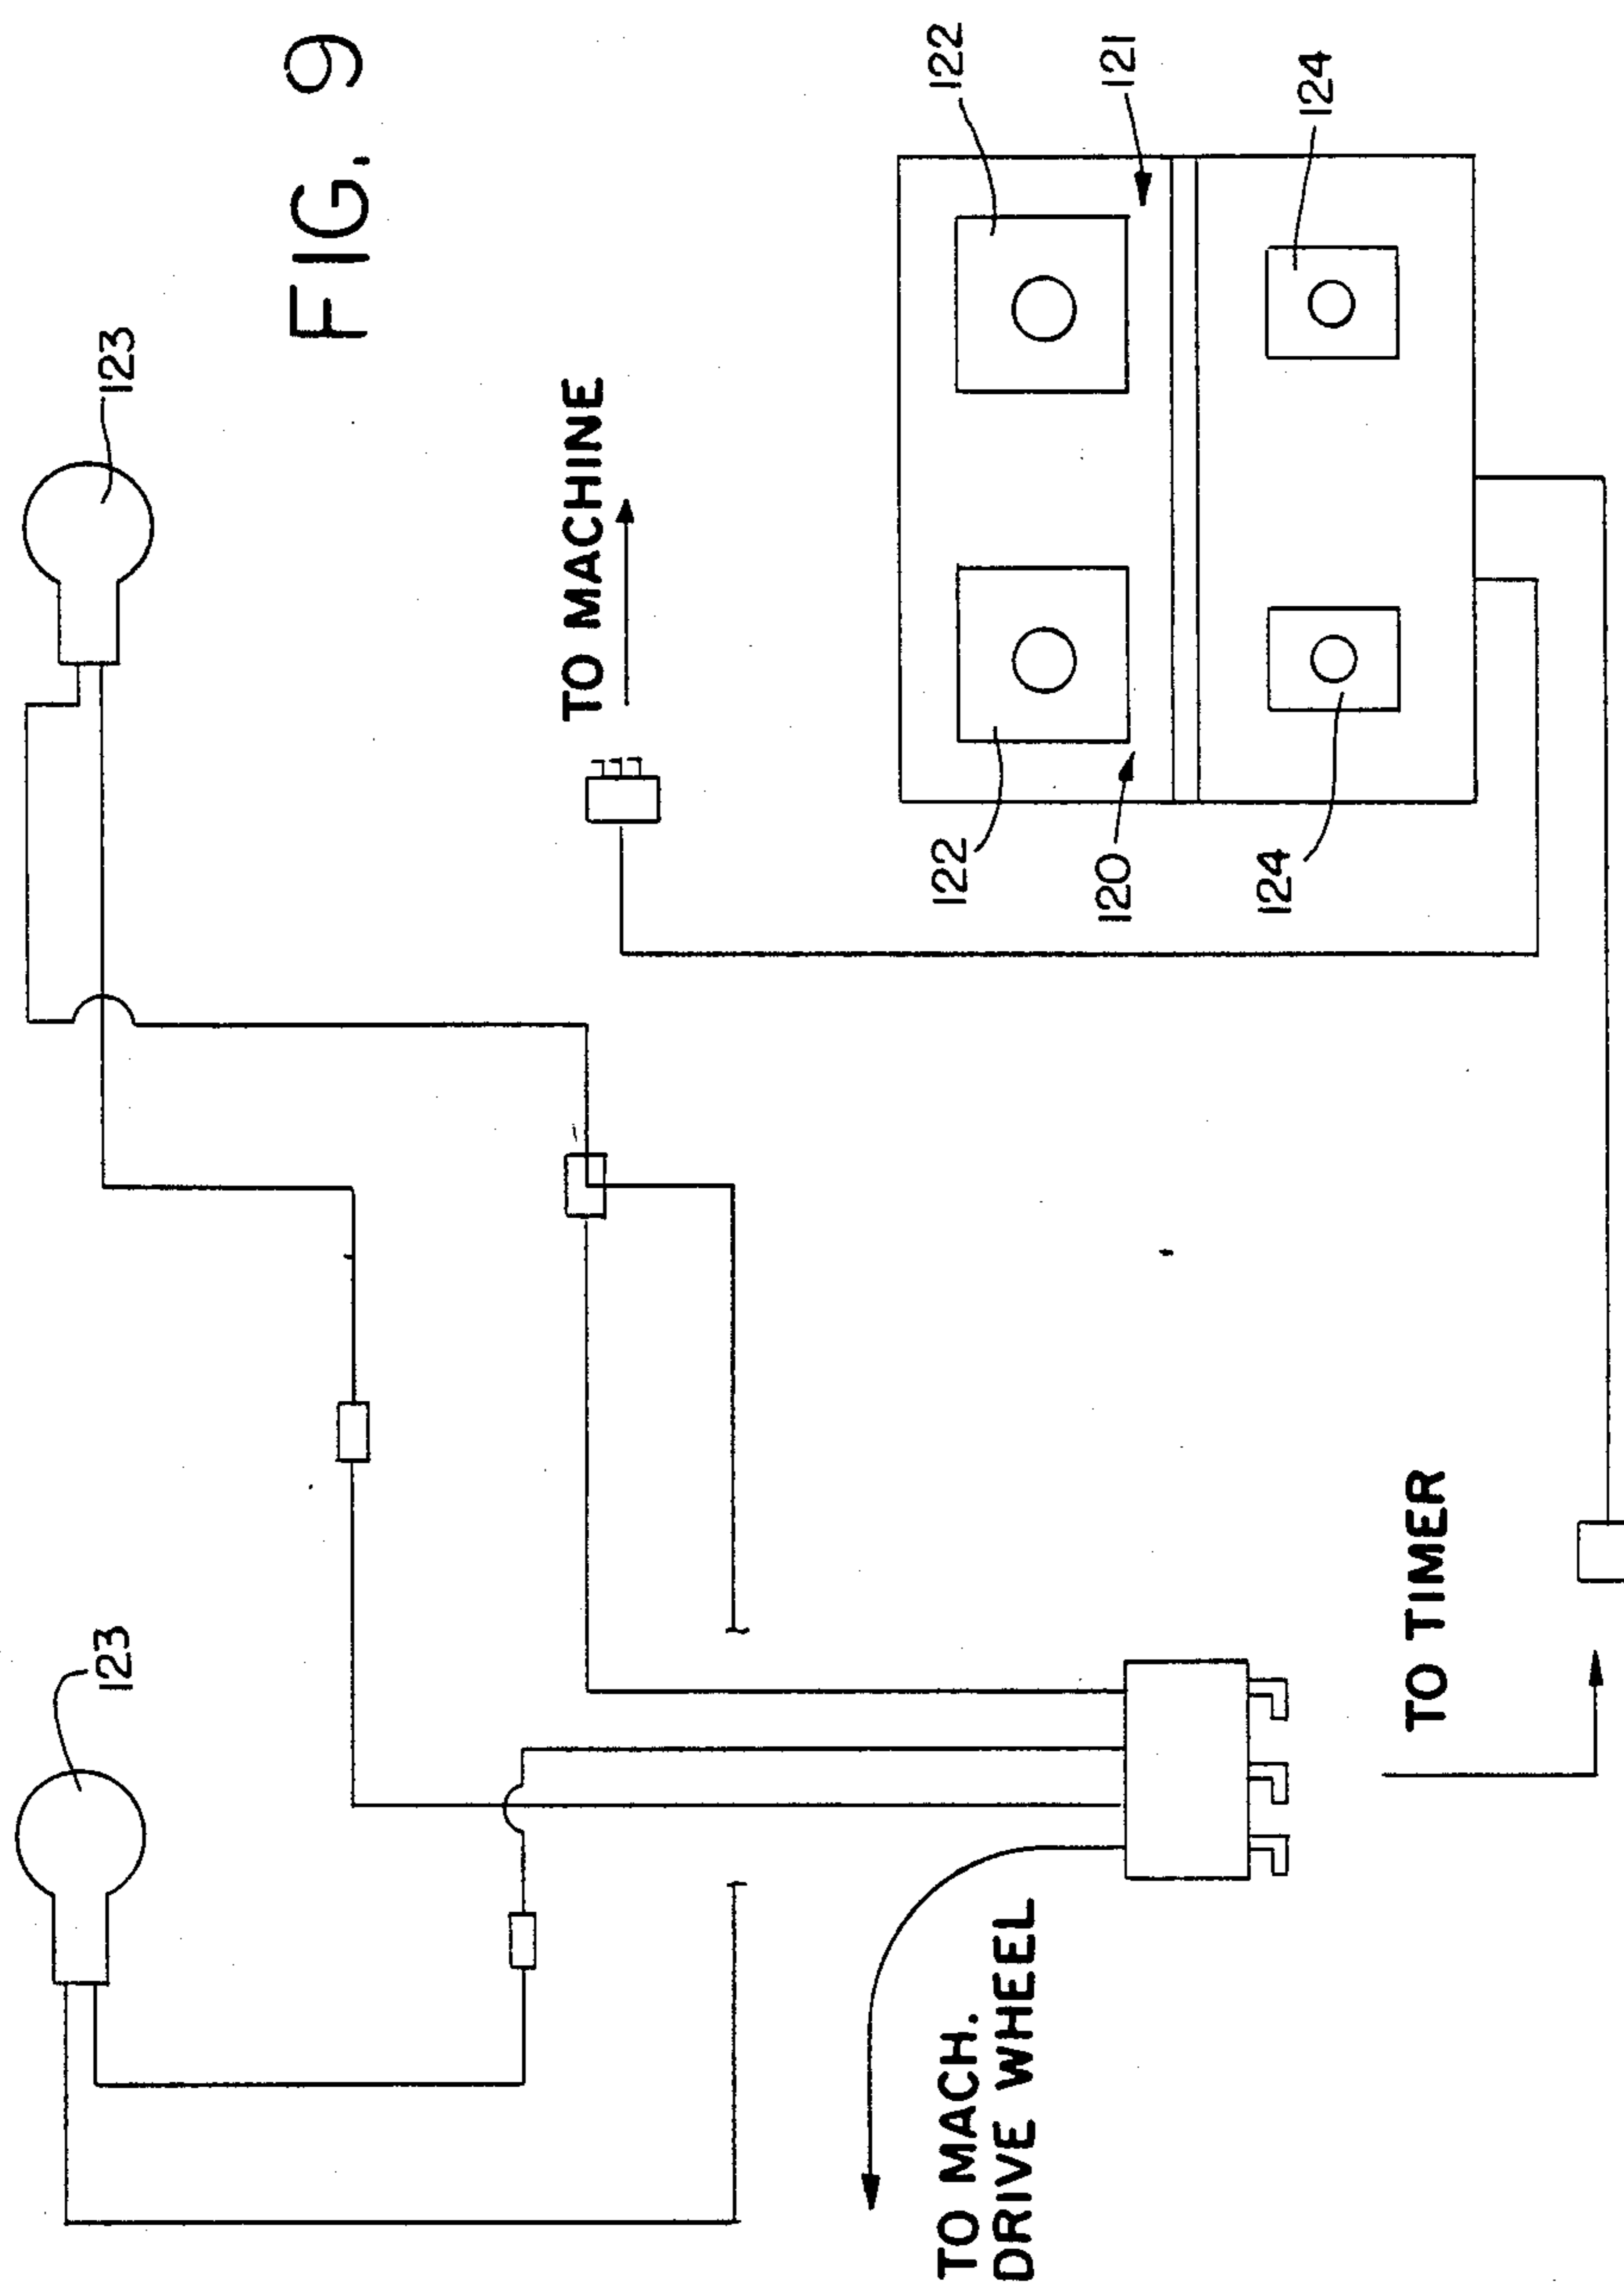 FIG. 9
123
123
TO MACHINE
122
122
121
120
124
124
TO MACH.
DRIVE WHEEL
TO TIMER